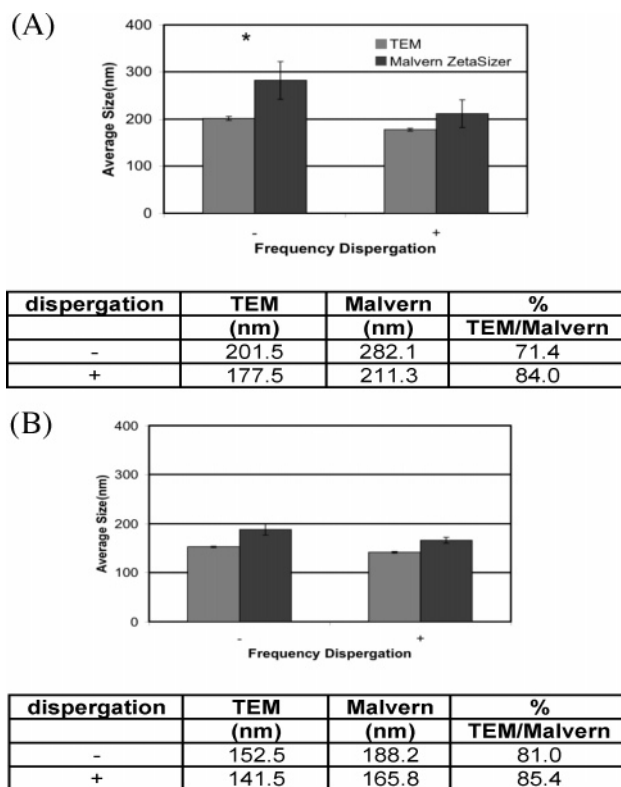 (A)
400
300
200
100
0
Average Size(nm)
*
TEM
Malvern ZetaSizer
- +
Frequency Dispergation
dispergation TEM Malvern %
(nm) (nm) TEM/Malvern
- 201.5 282.1 71.4
+ 177.5 211.3 84.0
(B)
400
300
200
100
0
Average Size(nm)
- +
Frequency Dispergation
dispergation TEM Malvern %
(nm) (nm) TEM/Malvern
- 152.5 188.2 81.0
+ 141.5 165.8 85.4